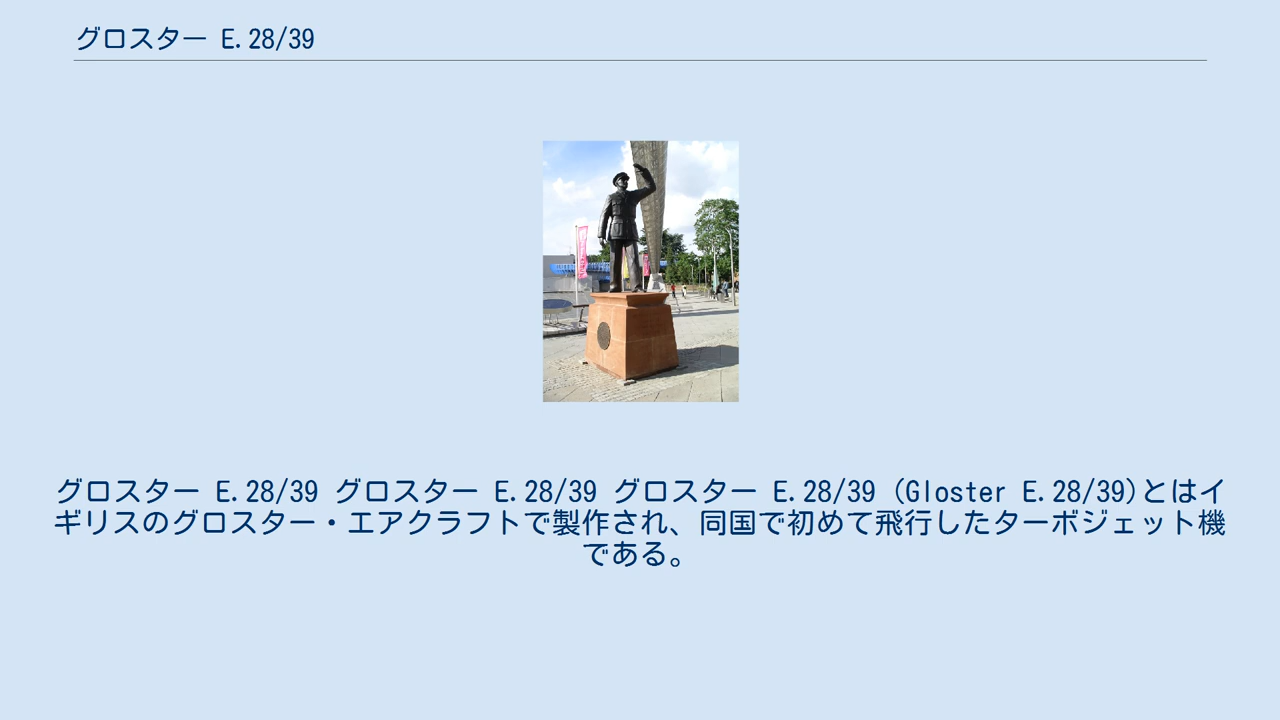 グロスター E.28/39
グロスター E.28/39 グロスター E.28/39 グロスター E.28/39 (Gloster E.28/39)とはイ
ギリスのグロスター・エアクラフトで製作され、同国で初めて飛行したターボジェット機
である。